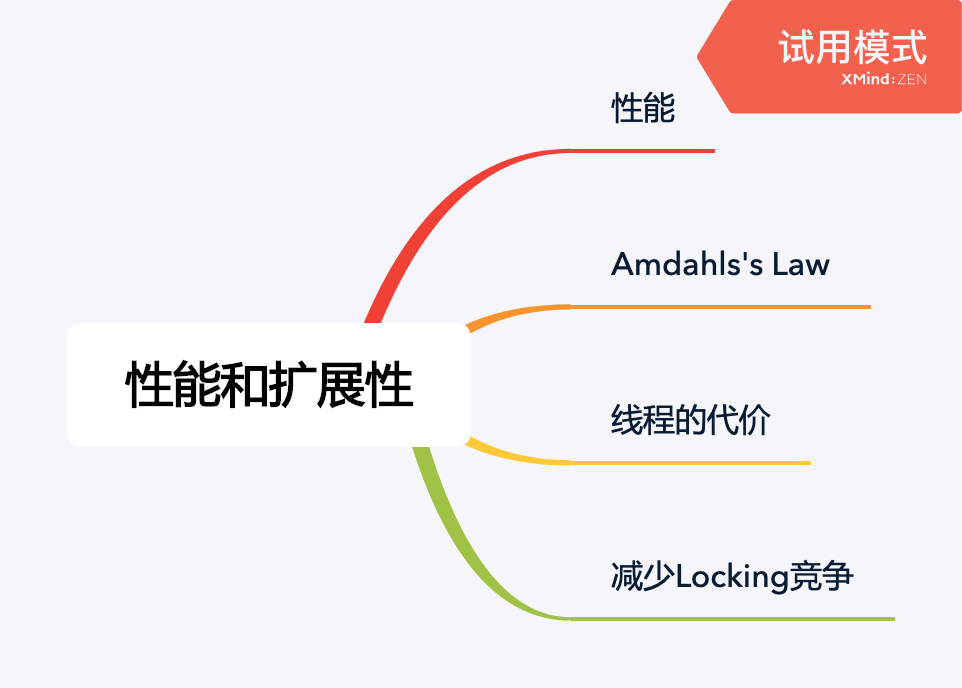 试用模式
XMind:ZEN
性能
Amdahls's Law
性能和扩展性
线程的代价
减少Locking竞争